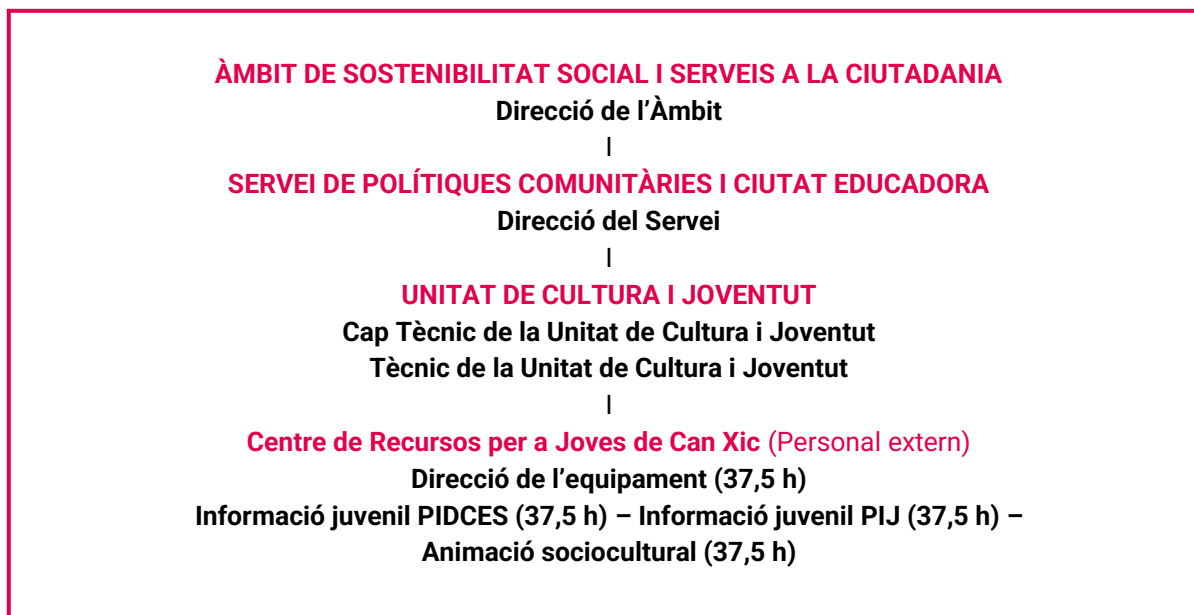 ÀMBIT DE SOSTENIBILITAT SOCIAL I SERVEIS A LA CIUTADANIA
Direcció de l’Àmbit
|
SERVEI DE POLÍTIQUES COMUNITÀRIES I CIUTAT EDUCADORA
Direcció del Servei
|
UNITAT DE CULTURA I JOVENTUT
Cap Tècnic de la Unitat de Cultura i Joventut
Tècnic de la Unitat de Cultura i Joventut
|
Centre de Recursos per a Joves de Can Xic (Personal extern)
Direcció de l’equipament (37,5 h)
Informació juvenil PIDCES (37,5 h) – Informació juvenil PIJ (37,5 h) –
Animació sociocultural (37,5 h)